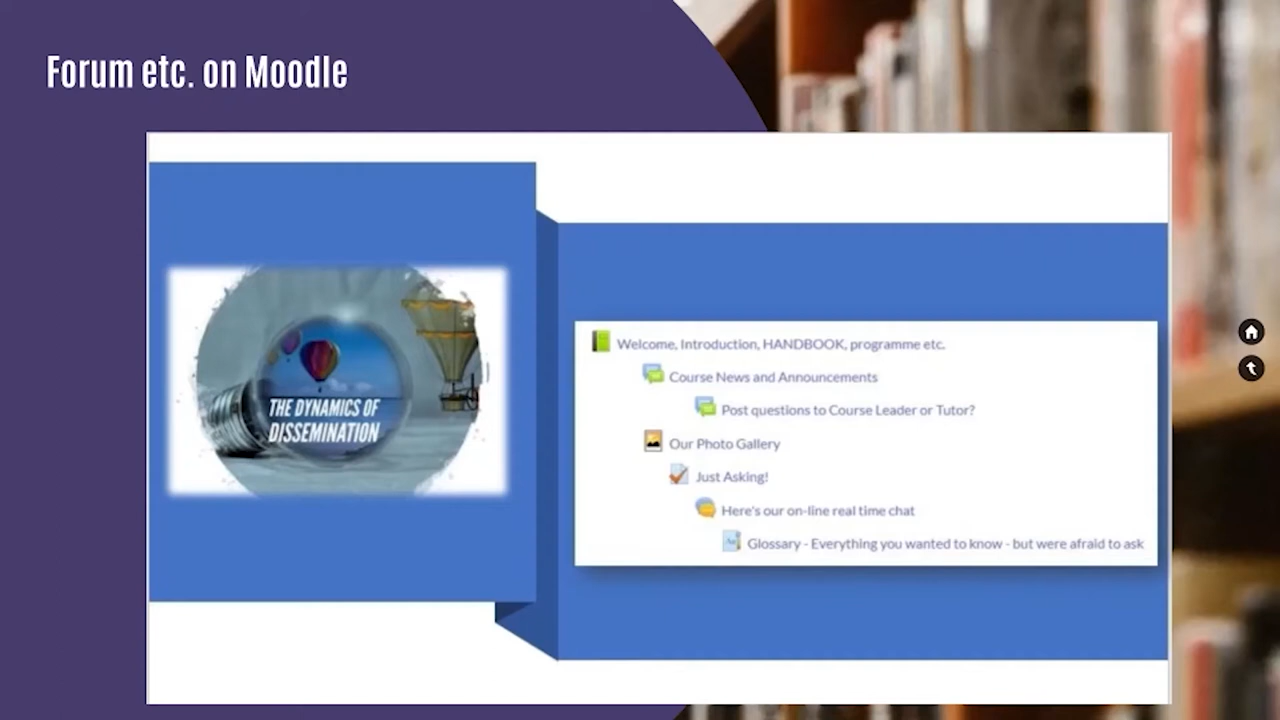 Forum etc. on Moodle
THE DYNAMICS OF
DISSEMINATION
Welcome, Introduction, HANDBOOK, programme etc.
Course News and Announcements
Post questions to Course Leader or Tutor?
Our Photo Gallery
Just Asking!
Here's our on-line real time chat
Glossary - Everything you wanted to know - but were afraid to ask